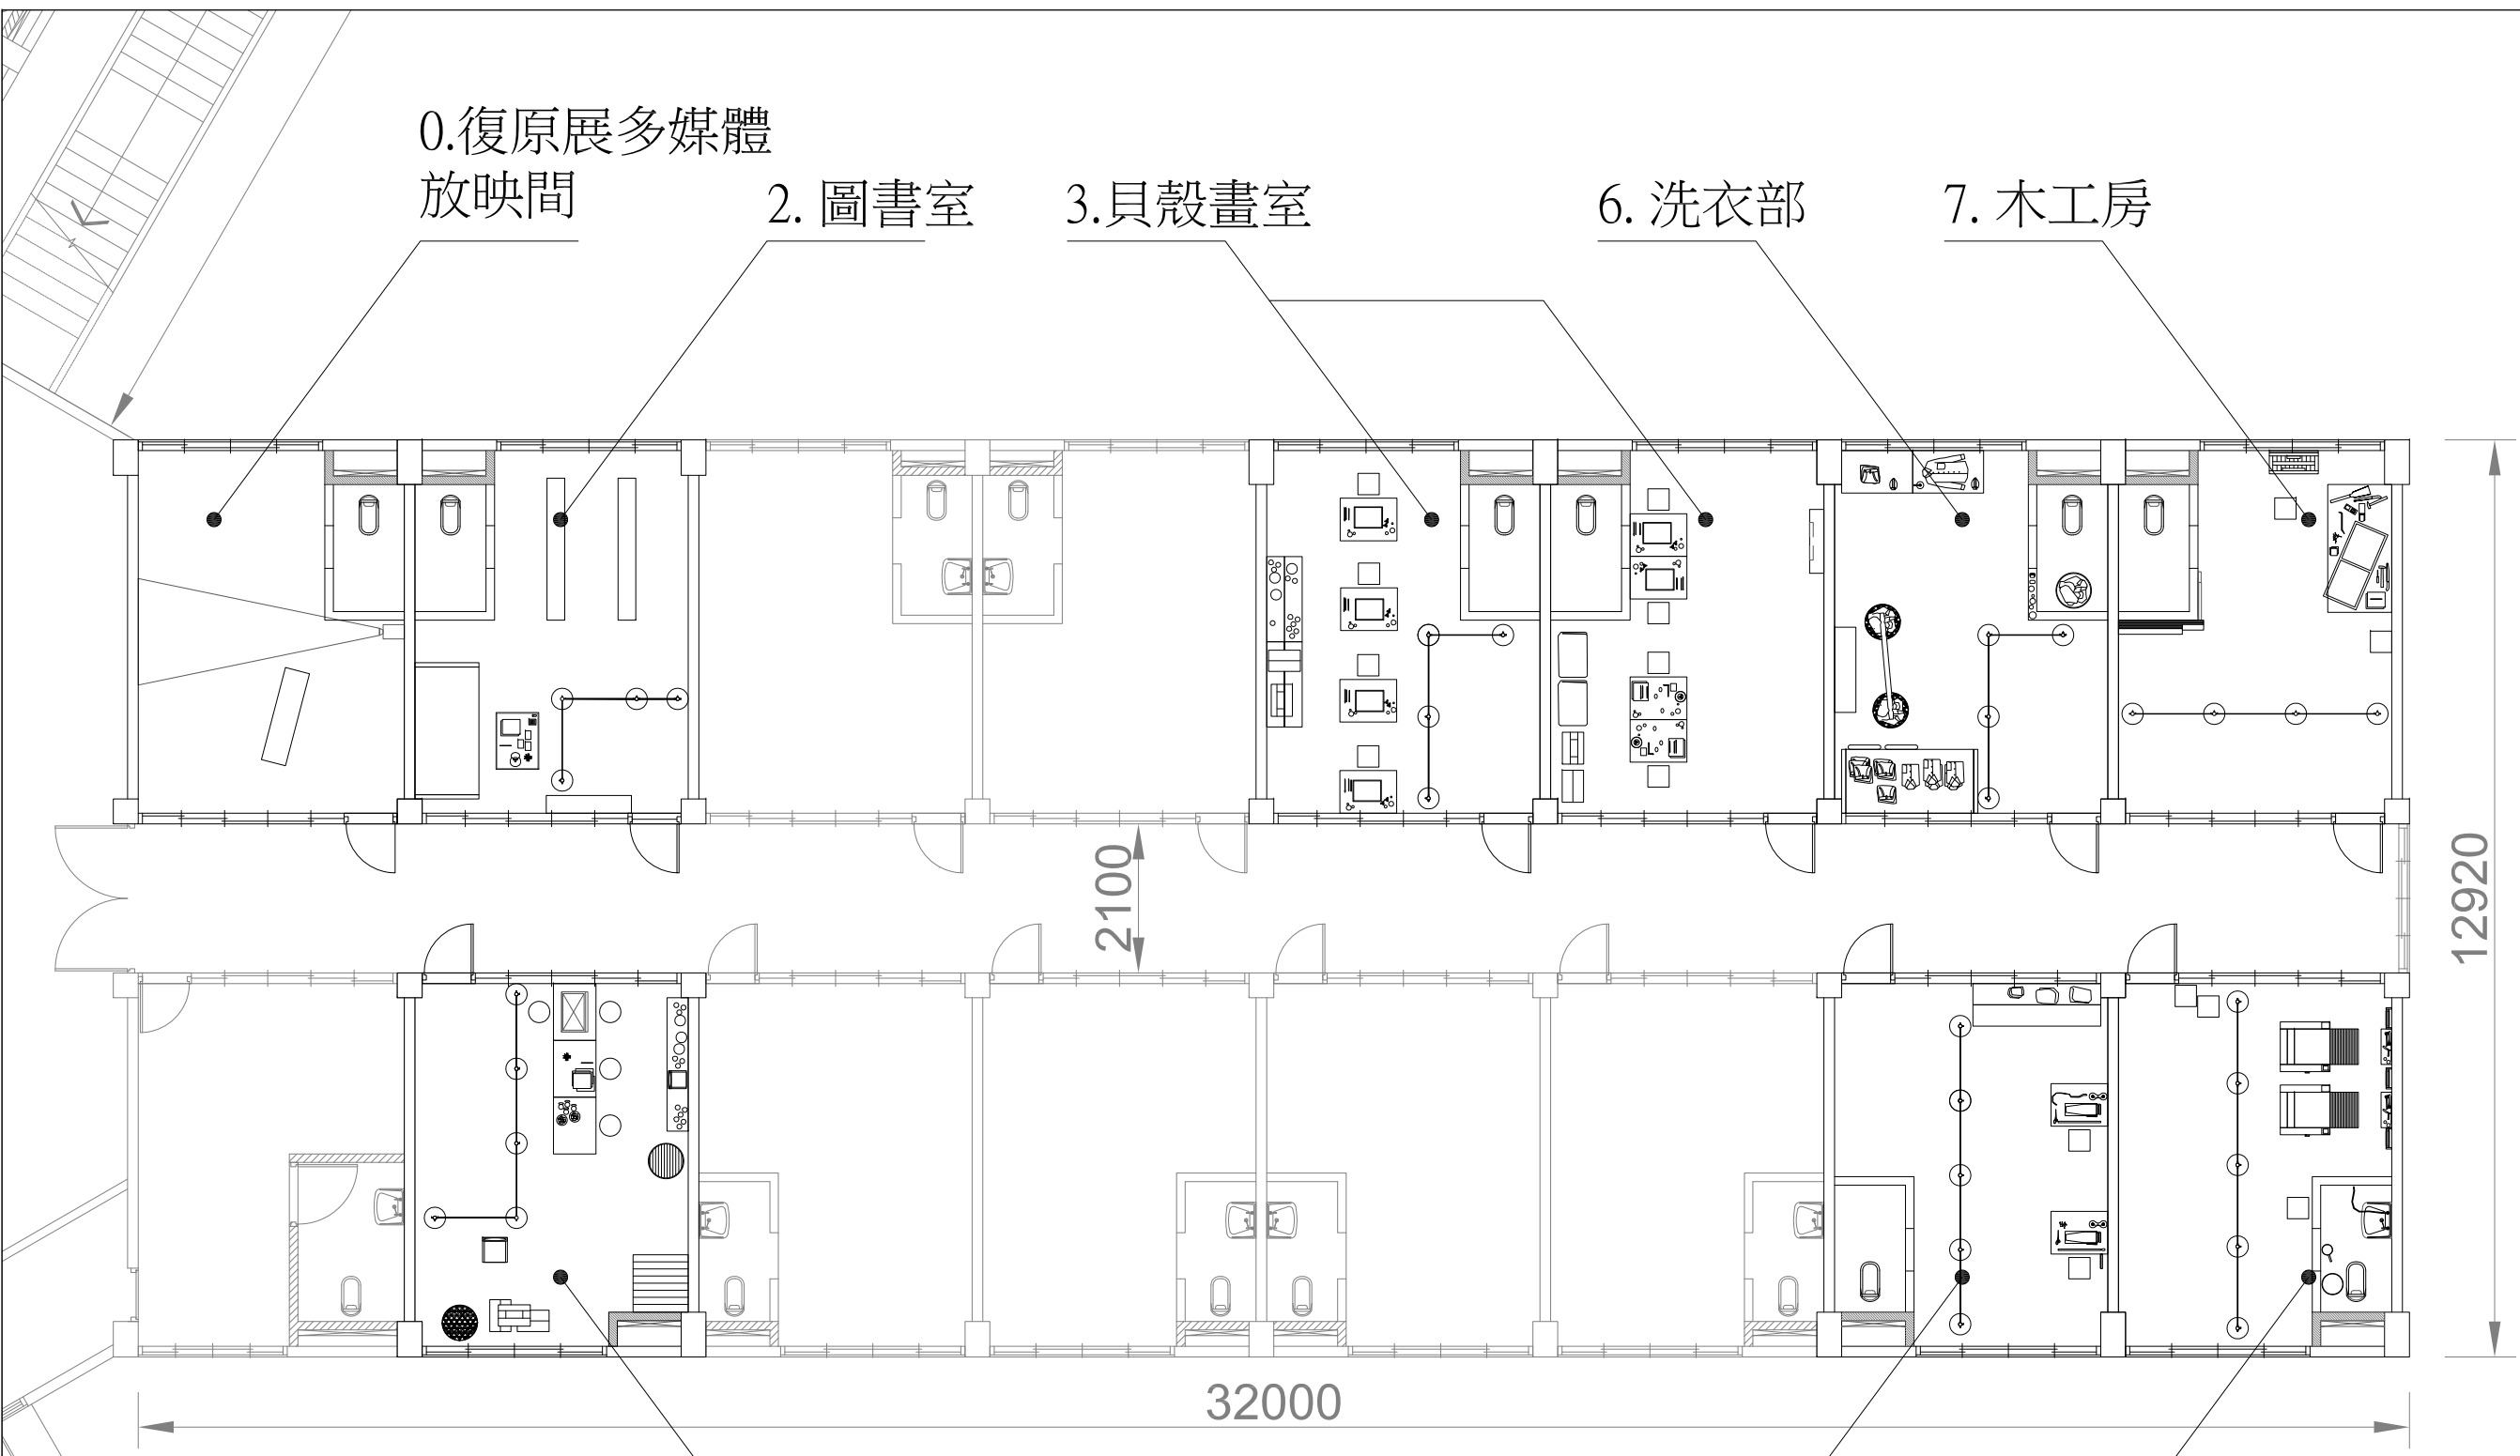 0.復原展多媒體
放映間
2. 圖書室
3.貝殼畫室
6. 洗衣部
7. 木工房
2100
12920
32000